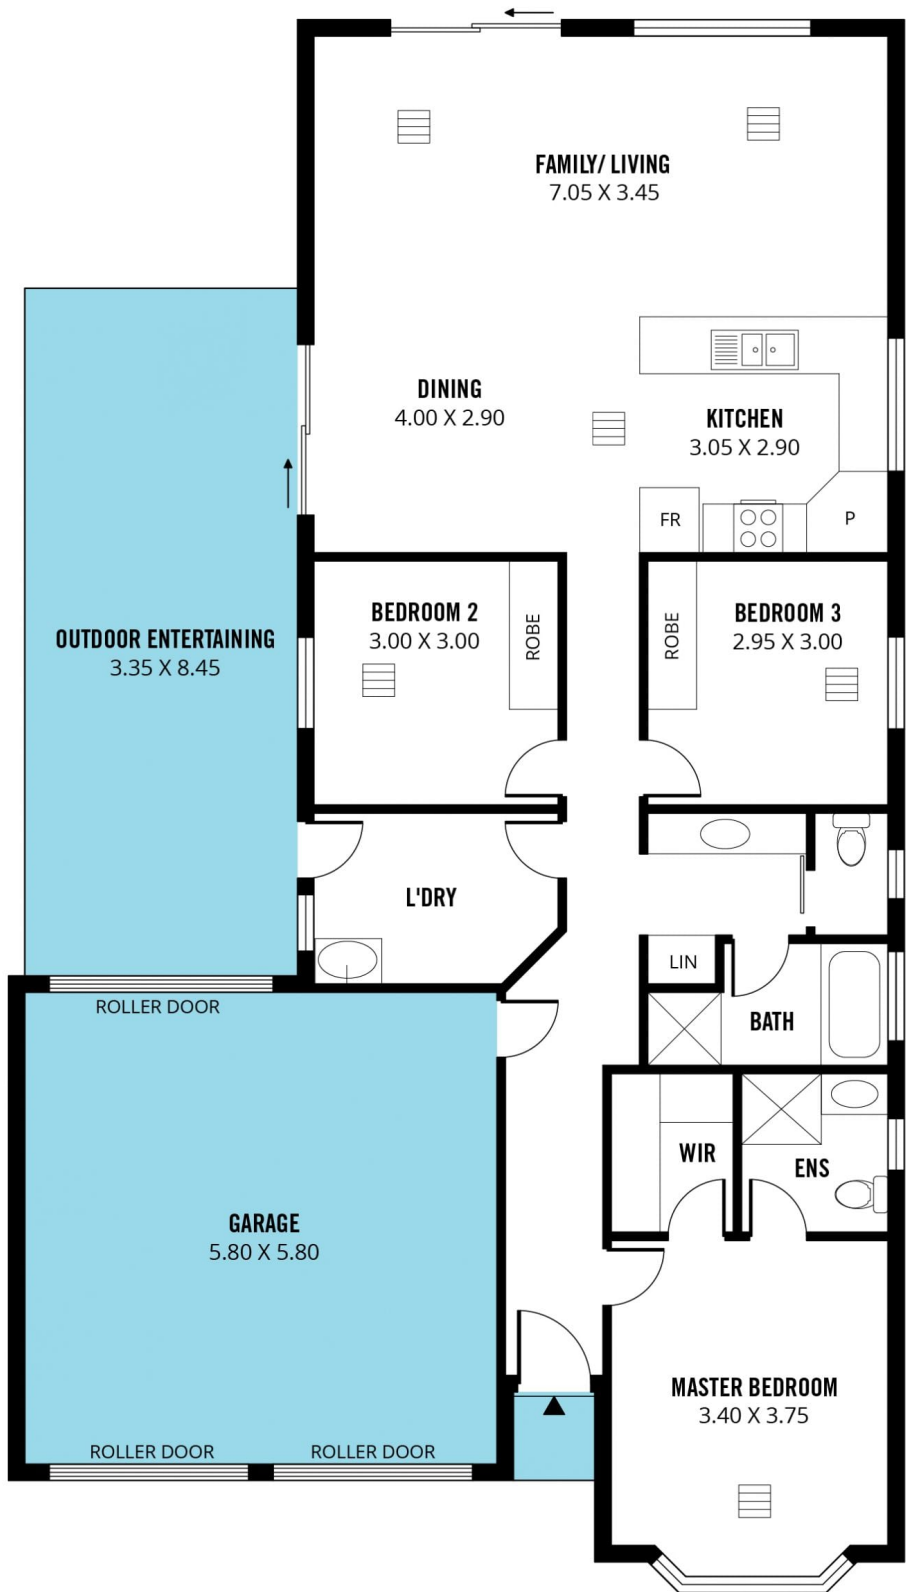 FAMILY/ LIVING
7.05 X 3.45
DINING
4.00 X 2.90
KITCHEN
3.05 X 2.90
FR
P
BEDROOM 2
3.00 X 3.00
ROBE
ROBE
BEDROOM 3
2.95 X 3.00
OUTDOOR ENTERTAINING
3.35 X 8.45
L'DRY
LIN
BATH
ROLLER DOOR
WIR
ENS
GARAGE
5.80 X 5.80
MASTER BEDROOM
3.40 X 3.75
ROLLER DOOR
ROLLER DOOR